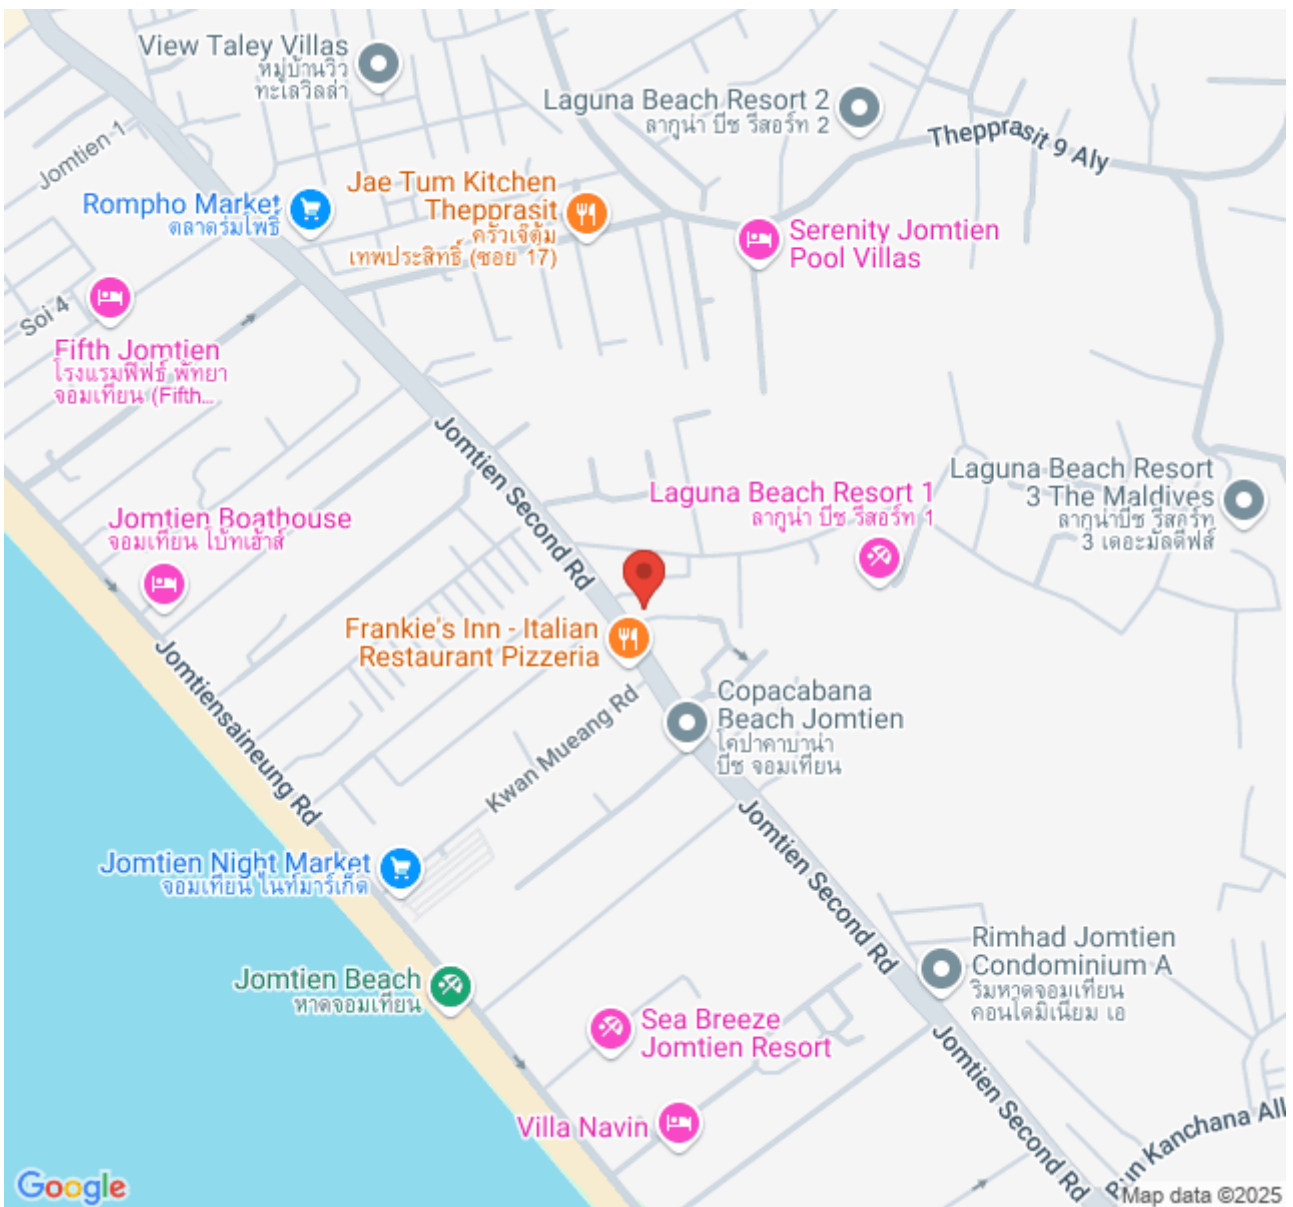 View Taley Villas
หมู่บ้านวิว
ทะเลวิลล่า
Laguna Beach Resort 2
ลากูน่า บีช รีสอร์ท 2
Thepprasit 9 Aly
Jomtien 1
Rompho Market
ตลาดร่มโพธิ์
Jae Tum Kitchen
Thepprasit
ครัวเจ๊ตุ้ม
เทพประสิทธิ์ (ซอย 17)
Serenity Jomtien
Pool Villas
Soi 4
Fifth Jomtien
โรงแรมฟิฟธ์ พัทยา
จอมเทียน (Fifth...
Jomtien Second Rd
Laguna Beach Resort 1
ลากูน่า บีช รีสอร์ท 1
Laguna Beach Resort
3 The Maldives
ลากูน่าบีช รีสอร์ท
3 เดอะมัลดีฟส์
Jomtien Boathouse
จอมเทียน โบ้ทเฮ้าส์
Frankie's Inn - Italian
Restaurant Pizzeria
Jomtiensaineung Rd
Kwan Mueang Rd
Copacabana
Beach Jomtien
โคปาคาบาน่า
บีช จอมเทียน
Jomtien Second Rd
Jomtien Night Market
จอมเทียน ไนท์มาร์เก็ต
Jomtien Beach
หาดจอมเทียน
Rimhad Jomtien
Condominium A
ริมหาดจอมเทียน
คอนโดมิเนียม เอ
Sea Breeze
Jomtien Resort
Jomtien Second Rd
Villa Navin
Bun Kanchana All
Google
Map data ©2025